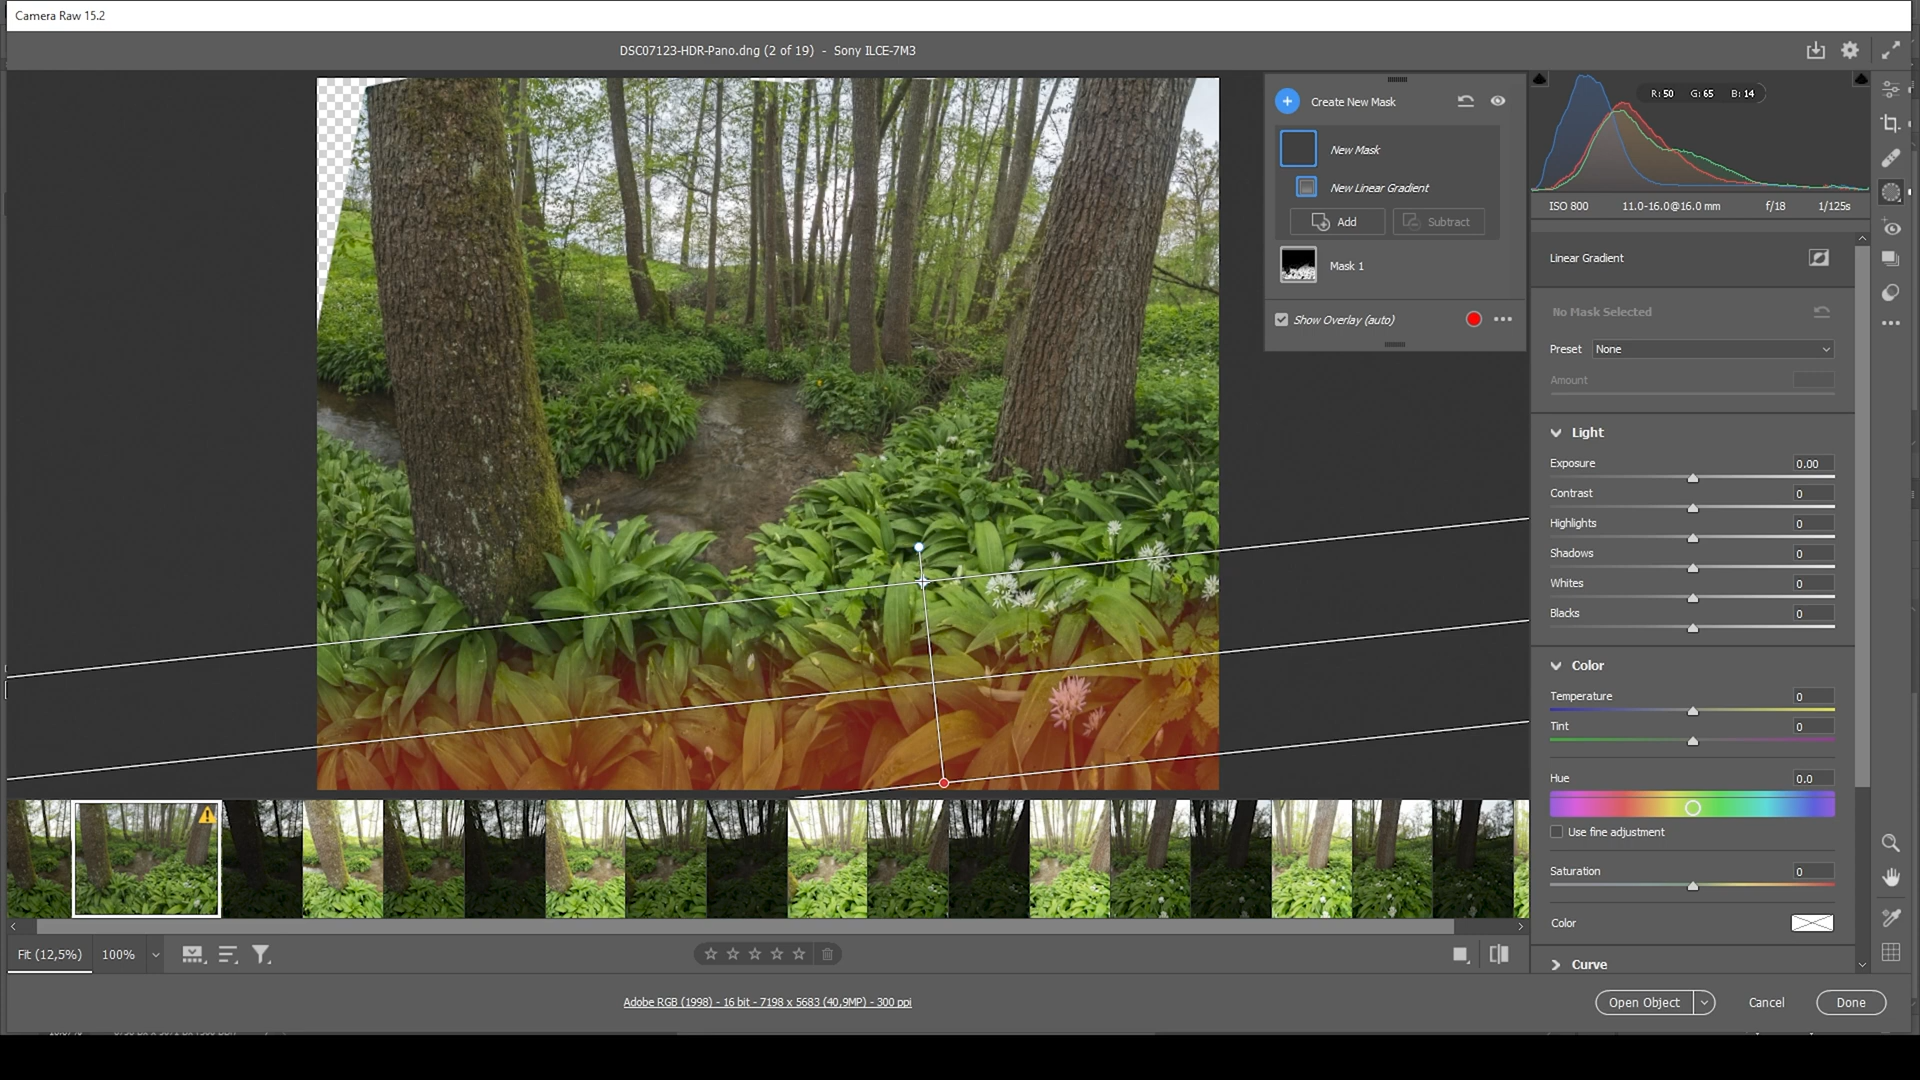 Camera Raw 15.2
DSC07123-HDR-Pano.dng (2 of 19) - Sony ILCE-7M3
Create New Mask
New Mask
New Linear Gradient
Add
Subtract
Mask 1
Show Overlay (auto)
R: 50 G: 65 B: 14
ISO 800 11.0-16.0@16.0 mm f/18 1/125s
Linear Gradient
No Mask Selected
Preset None
Amount
Light
Exposure 0.00
Contrast 0
Highlights 0
Shadows 0
Whites 0
Blacks 0
Color
Temperature 0
Tint 0
Hue 0.0
Use fine adjustment
Saturation 0
Color
Curve
Fit (12,5%) 100%
Adobe RGB (1998) - 16 bit - 7198 x 5683 (40,9MP) - 300 ppi
Open Object Cancel Done